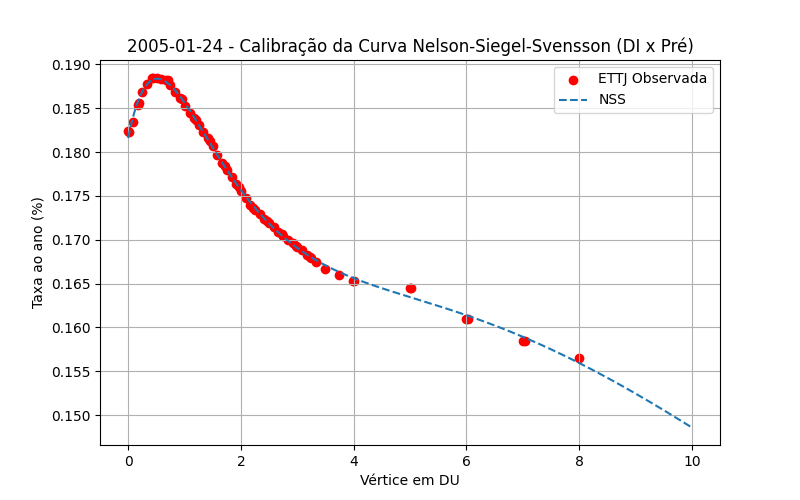 2005-01-24 - Calibração da Curva Nelson-Siegel-Svensson (DI x Pré)
ETTJ Observada
NSS
Taxa ao ano (%)
0.190
0.185
0.180
0.175
0.170
0.165
0.160
0.155
0.150
0 2 4 6 8 10
Vértice em DU